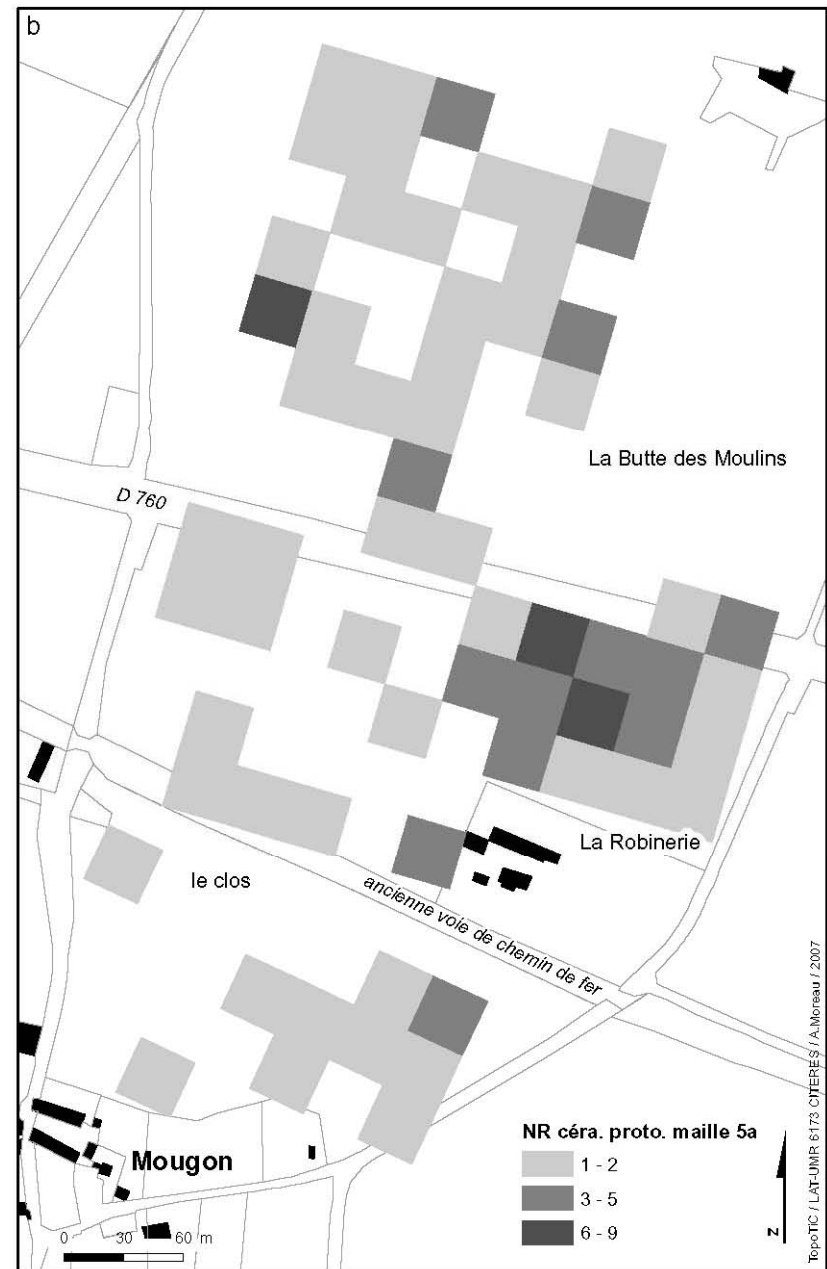 b
La Butte des Moulins
D 760
La Robinerie
le clos
ancienne voie de chemin de fer
Mougon
NR céra. proto. maille 5a
1 - 2
3 - 5
6 - 9
N
0 30 60 m
TopoTiC / LAT-UMR 6173 CITERES / A.Moreau / 2007